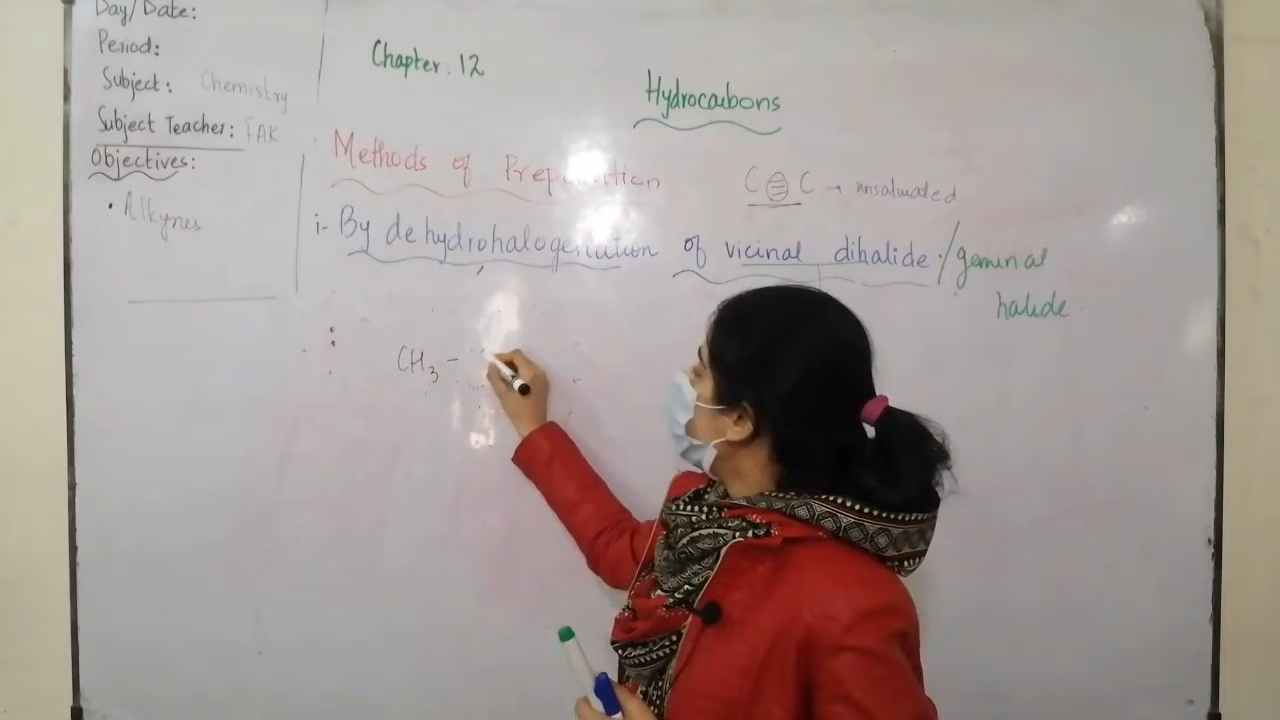 Day/Date:
Period:
Subject: Chemistry
Subject Teacher: FAK
Objectives:
• Alkynes
Chapter: 12
Hydrocarbons
Methods of Preparation
C ≡ C → unsaturated
i- By dehydrohalogenation of vicinal dihalide / geminal
halide
CH3 -